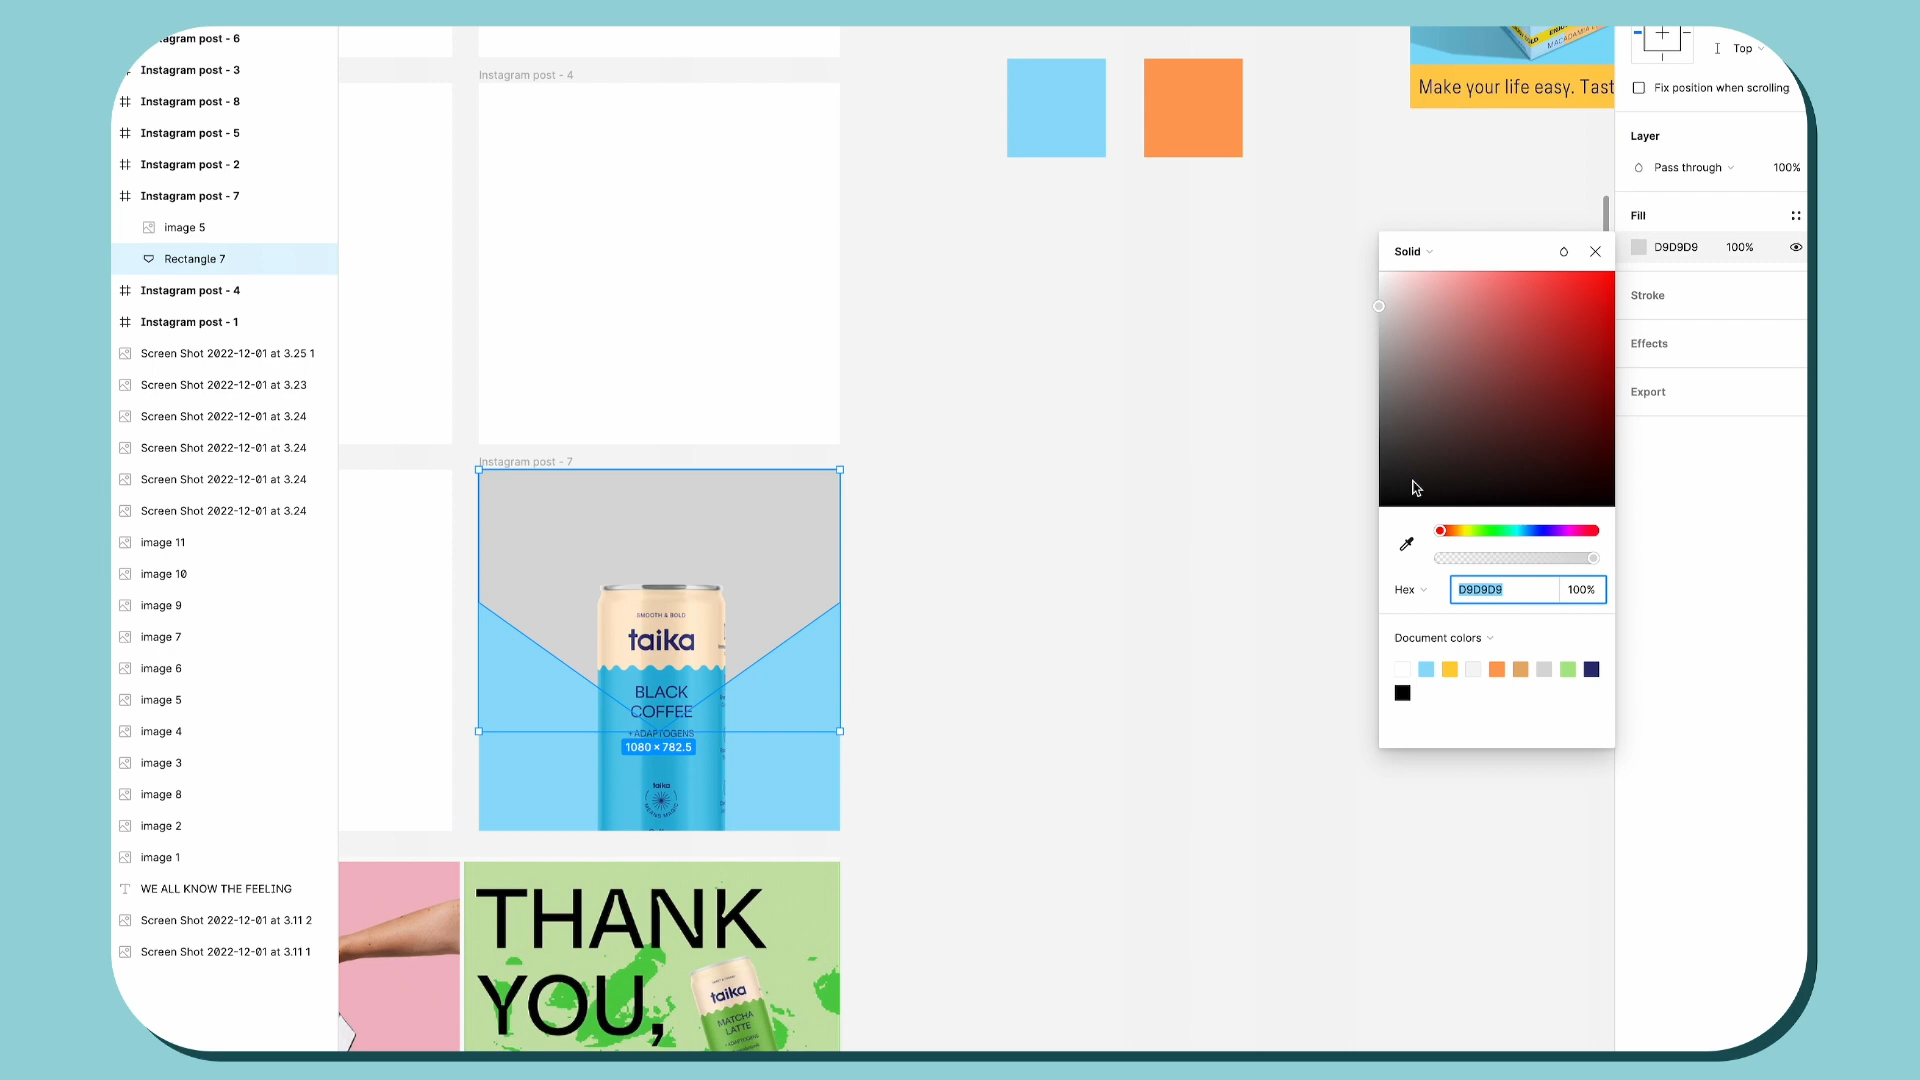 Instagram post - 6
Instagram post - 3
Instagram post - 8
Instagram post - 5
Instagram post - 2
Instagram post - 7
image 5
Rectangle 7
Instagram post - 4
Instagram post - 1
Screen Shot 2022-12-01 at 3.25 1
Screen Shot 2022-12-01 at 3.23
Screen Shot 2022-12-01 at 3.24
Screen Shot 2022-12-01 at 3.24
Screen Shot 2022-12-01 at 3.24
Screen Shot 2022-12-01 at 3.24
image 11
image 10
image 9
image 7
image 6
image 5
image 4
image 3
image 8
image 2
image 1
WE ALL KNOW THE FEELING
Screen Shot 2022-12-01 at 3.11 2
Screen Shot 2022-12-01 at 3.11 1
Instagram post - 4
Instagram post - 7
SMOOTH & BOLD
taika
BLACK
COFFEE
+ADAPTOGENS
1080 × 782.5
taika
THANK
YOU,
taika
MATCHA
LATTE
+ADAPTOGENS
MACADAMIA
Make your life easy. Tast
Solid
Hex
D9D9D9
100%
Document colors
Top
Fix position when scrolling
Layer
Pass through
100%
Fill
D9D9D9
100%
Stroke
Effects
Export